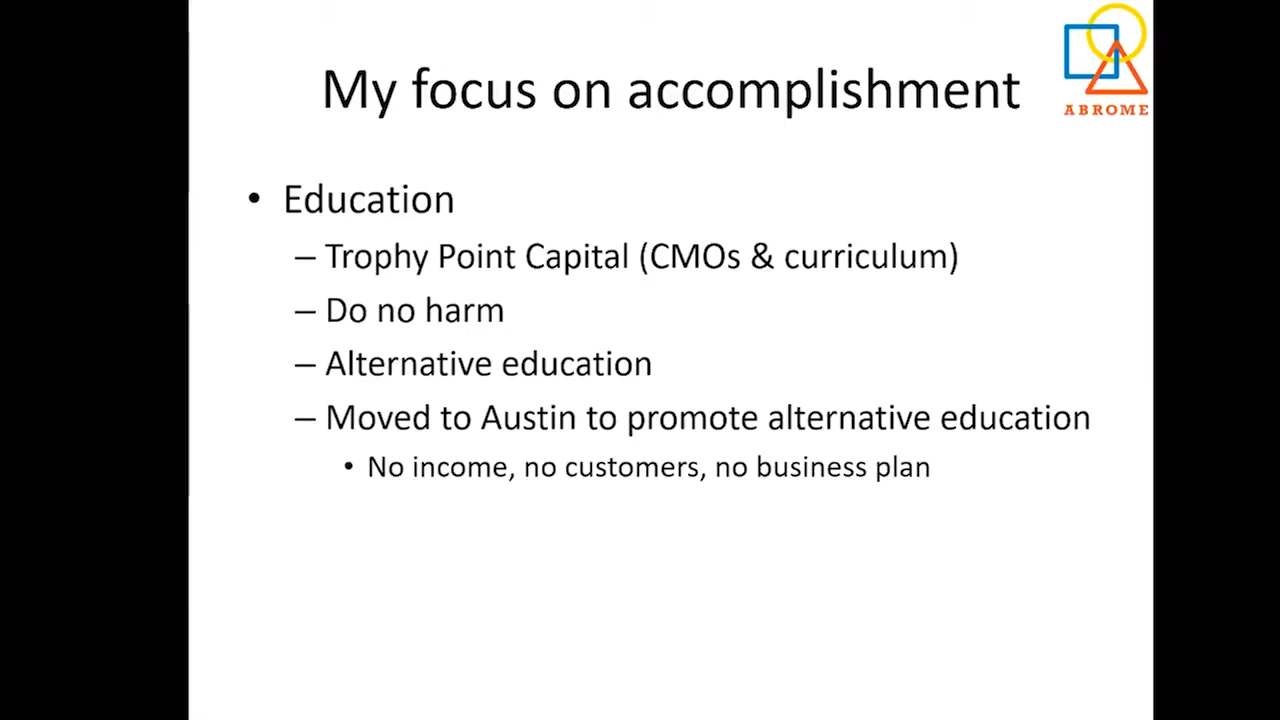 My focus on accomplishment
ABROME
• Education
– Trophy Point Capital (CMOs & curriculum)
– Do no harm
– Alternative education
– Moved to Austin to promote alternative education
• No income, no customers, no business plan